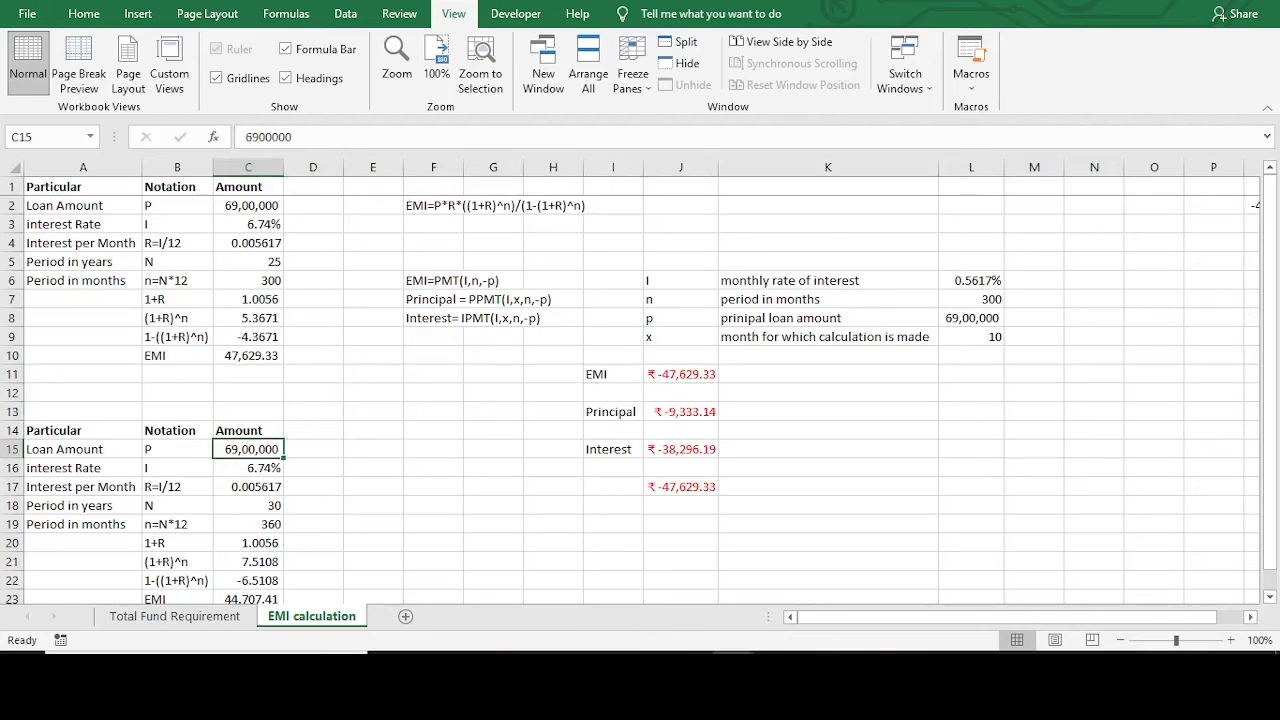 File Home Insert Page Layout Formulas Data Review View Developer Help Tell me what you want to do Share
Normal Page Break Preview Page Layout Custom Views
Workbook Views
Ruler Formula Bar
Gridlines Headings
Show
Zoom 100% Zoom to Selection
Zoom
New Window Arrange All Freeze Panes
Split
Hide
Unhide
View Side by Side
Synchronous Scrolling
Reset Window Position
Switch Windows
Window
Macros
Macros
C15 fx 6900000
A B C D E F G H I J K L M N O P
1 Particular Notation Amount
2 Loan Amount P 69,00,000 EMI=P*R*((1+R)^n)/(1-(1+R)^n) -4
3 interest Rate I 6.74%
4 Interest per Month R=I/12 0.005617
5 Period in years N 25
6 Period in months n=N*12 300 EMI=PMT(I,n,-p) I monthly rate of interest 0.5617%
7 1+R 1.0056 Principal = PPMT(I,x,n,-p) n period in months 300
8 (1+R)^n 5.3671 Interest= IPMT(I,x,n,-p) p prinipal loan amount 69,00,000
9 1-((1+R)^n) -4.3671 x month for which calculation is made 10
10 EMI 47,629.33
11 EMI ₹ -47,629.33
12
13 Principal ₹ -9,333.14
14 Particular Notation Amount
15 Loan Amount P 69,00,000 Interest ₹ -38,296.19
16 interest Rate I 6.74%
17 Interest per Month R=I/12 0.005617 ₹ -47,629.33
18 Period in years N 30
19 Period in months n=N*12 360
20 1+R 1.0056
21 (1+R)^n 7.5108
22 1-((1+R)^n) -6.5108
23 EMI 44,707.41
Total Fund Requirement EMI calculation
Ready 100%